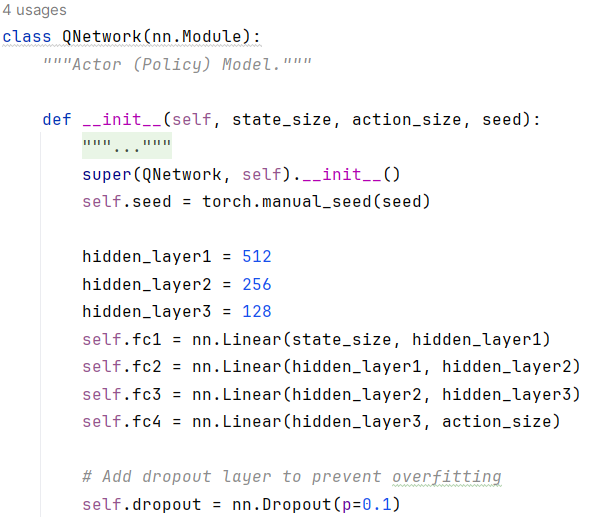 4 usages
class QNetwork(nn.Module):
    """Actor (Policy) Model."""
    def __init__(self, state_size, action_size, seed):
        """..."""
        super(QNetwork, self).__init__()
        self.seed = torch.manual_seed(seed)
        hidden_layer1 = 512
        hidden_layer2 = 256
        hidden_layer3 = 128
        self.fc1 = nn.Linear(state_size, hidden_layer1)
        self.fc2 = nn.Linear(hidden_layer1, hidden_layer2)
        self.fc3 = nn.Linear(hidden_layer2, hidden_layer3)
        self.fc4 = nn.Linear(hidden_layer3, action_size)
        # Add dropout layer to prevent overfitting
        self.dropout = nn.Dropout(p=0.1)